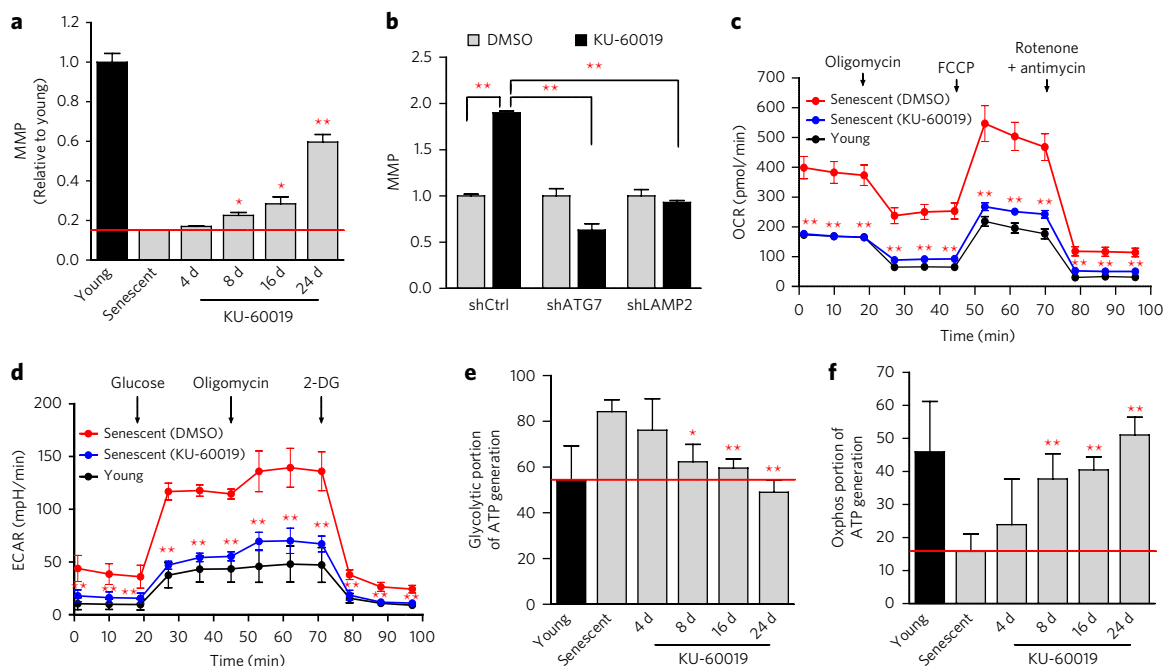 a
MMP
(Relative to young)
1.2
1.0
0.8
0.6
0.4
0.2
0.0
**
*
*
Young
Senescent
4 d
8 d
16 d
24 d
KU-60019
b
DMSO
KU-60019
MMP
2.5
2.0
1.5
1.0
0.5
0.0
**
**
**
shCtrl
shATG7
shLAMP2
c
Oligomycin
FCCP
Rotenone
+ antimycin
Senescent (DMSO)
Senescent (KU-60019)
Young
OCR (pmol/min)
700
600
500
400
300
200
100
0
** ** ** ** ** ** ** ** ** ** ** **
0 10 20 30 40 50 60 70 80 90 100
Time (min)
d
Glucose
Oligomycin
2-DG
Senescent (DMSO)
Senescent (KU-60019)
Young
ECAR (mpH/min)
200
150
100
50
0
** ** ** ** ** ** ** ** ** ** ** **
0 10 20 30 40 50 60 70 80 90 100
Time (min)
e
Glycolytic portion
of ATP generation
100
80
60
40
20
0
* ** **
Young
Senescent
4 d
8 d
16 d
24 d
KU-60019
f
Oxphos portion of
ATP generation
70
60
50
40
30
20
10
0
** ** **
Young
Senescent
4 d
8 d
16 d
24 d
KU-60019